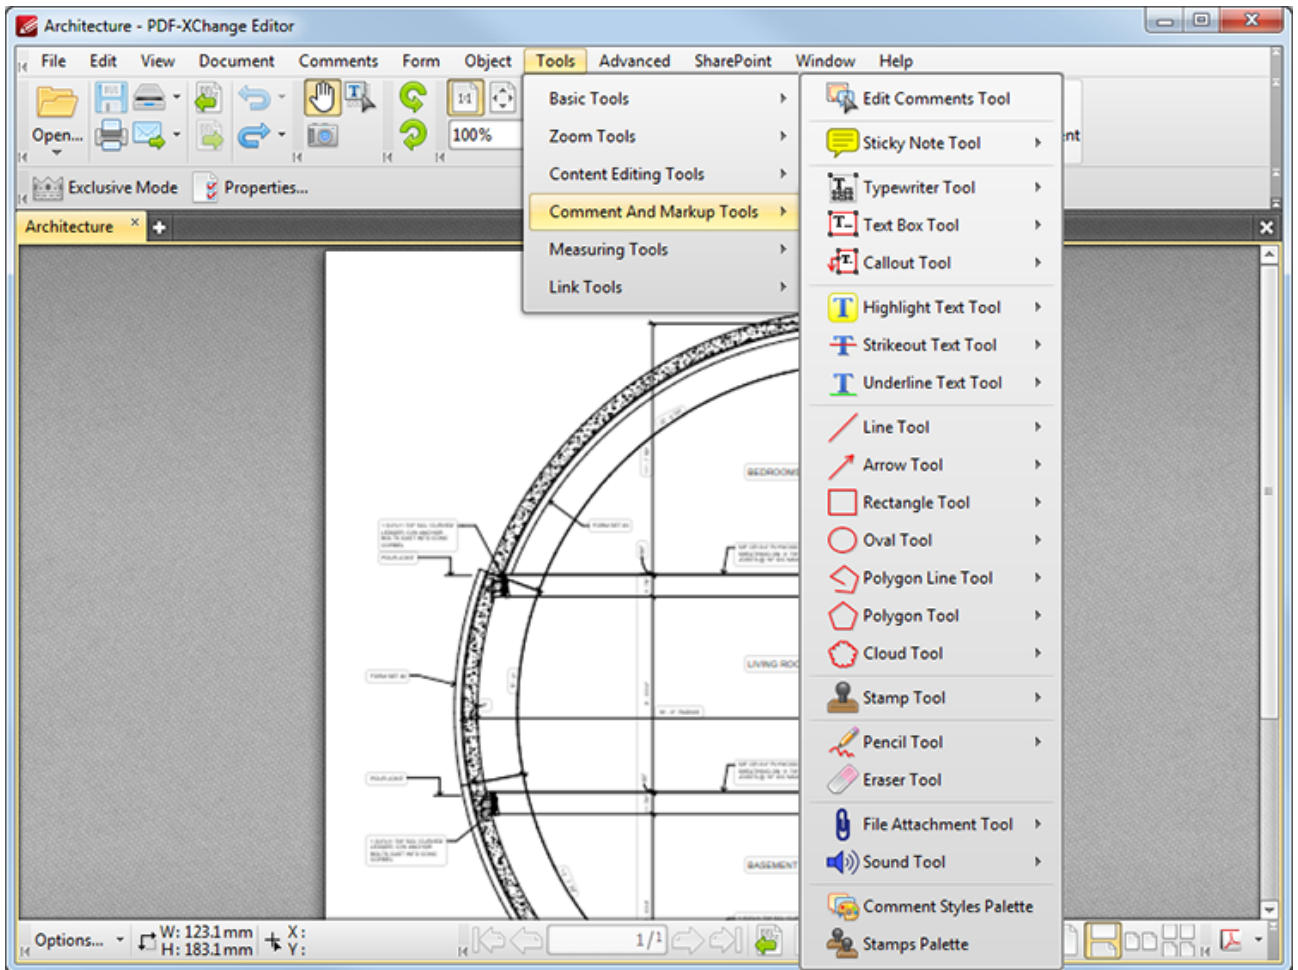 Architecture - PDF-XChange Editor
File Edit View Document Comments Form Object Tools Advanced SharePoint Window Help
Open...
100%
Exclusive Mode Properties...
Architecture
Basic Tools
Zoom Tools
Content Editing Tools
Comment And Markup Tools
Measuring Tools
Link Tools
Edit Comments Tool
Sticky Note Tool
Typewriter Tool
Text Box Tool
Callout Tool
Highlight Text Tool
Strikeout Text Tool
Underline Text Tool
Line Tool
Arrow Tool
Rectangle Tool
Oval Tool
Polygon Line Tool
Polygon Tool
Cloud Tool
Stamp Tool
Pencil Tool
Eraser Tool
File Attachment Tool
Sound Tool
Comment Styles Palette
Stamps Palette
BEDROOMS
LIVING ROO
BASEMENT
Options... W: 123.1 mm X:
H: 183.1 mm Y:
1/1